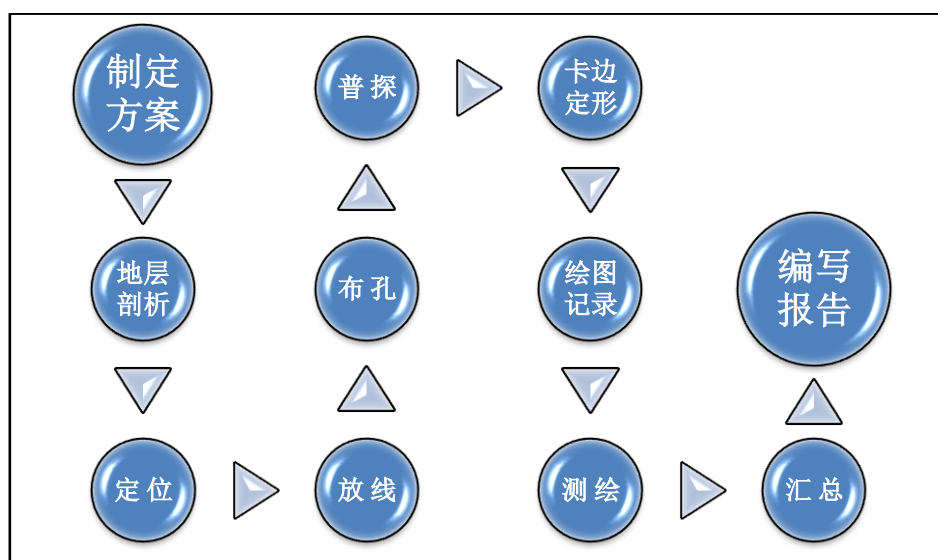 制定
方案
地层
剖析
定位
放线
布孔
普探
卡边
定形
绘图
记录
测绘
汇总
编写
报告